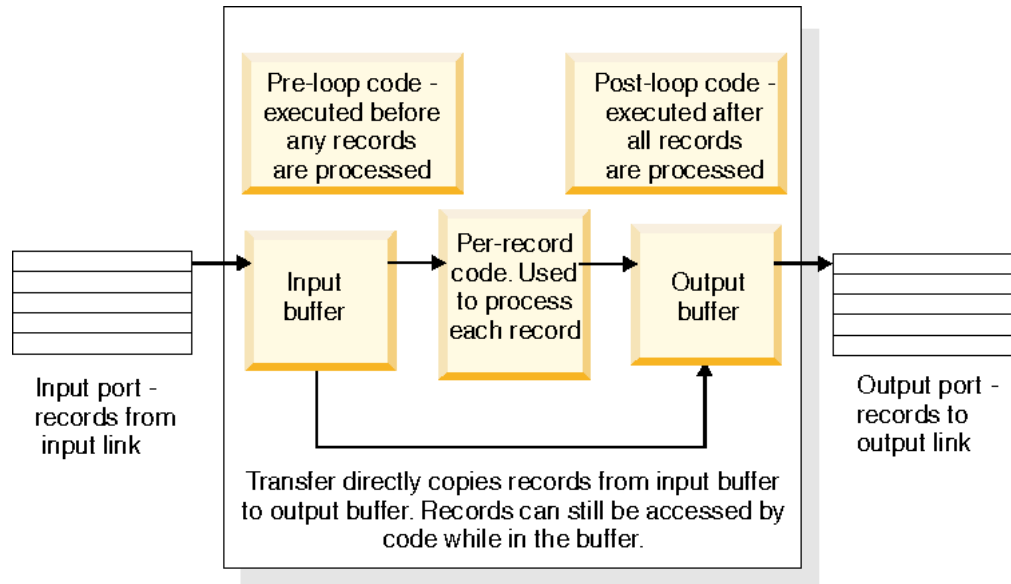 Pre-loop code -
executed before
any records
are processed
Post-loop code -
executed after
all records
are processed
Input
buffer
Per-record
code. Used
to process
each record
Output
buffer
Input port -
records from
input link
Output port -
records to
output link
Transfer directly copies records from input buffer
to output buffer. Records can still be accessed by
code while in the buffer.